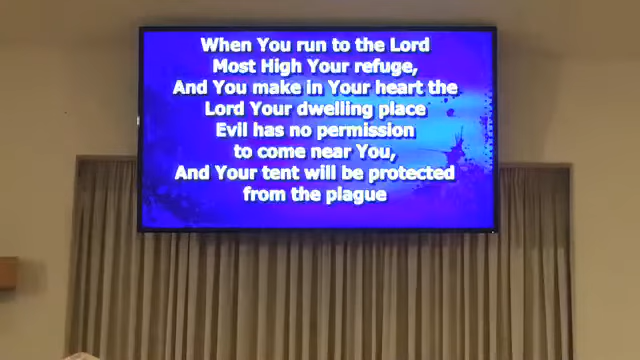 When You run to the Lord
Most High Your refuge,
And You make in Your heart the
Lord Your dwelling place
Evil has no permission
to come near You,
And Your tent will be protected
from the plague